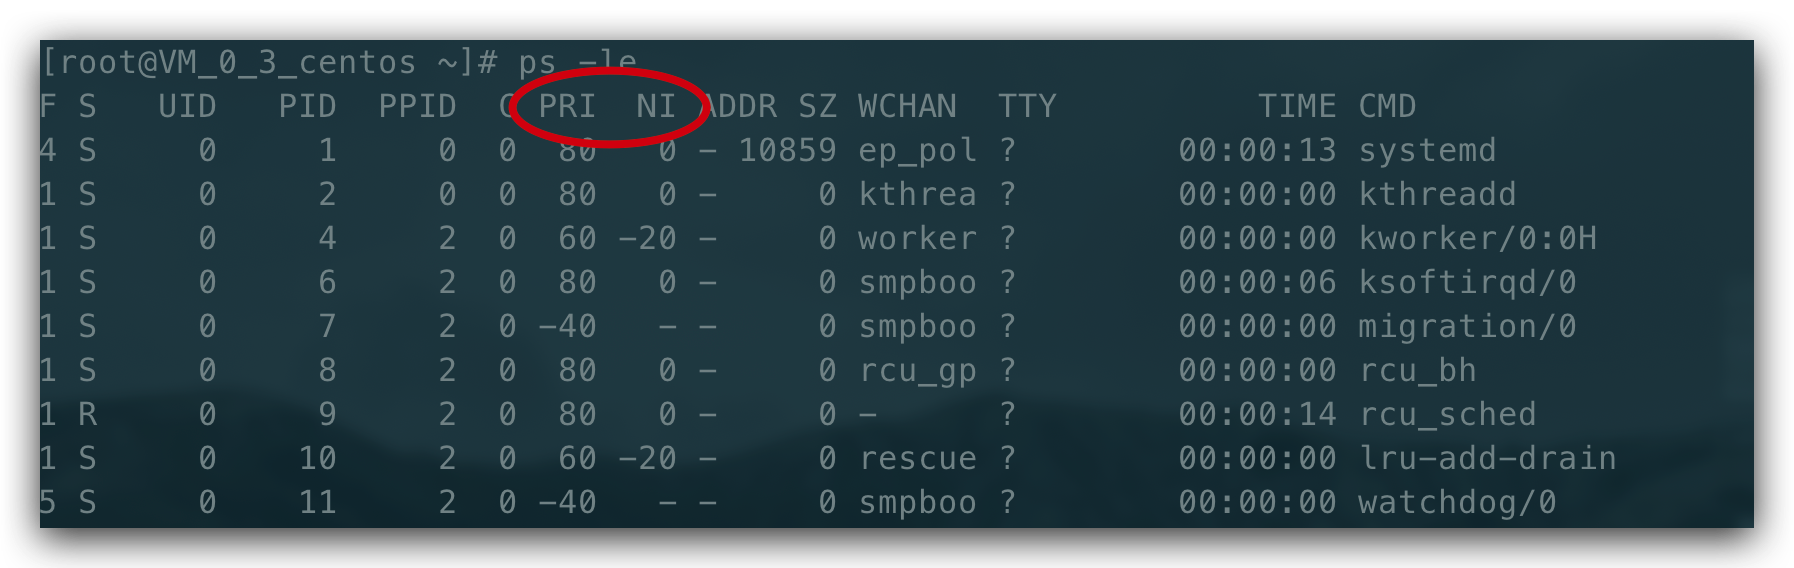 [root@VM_0_3_centos ~]# ps -le
F S UID PID PPID C PRI NI ADDR SZ WCHAN TTY TIME CMD
4 S 0 1 0 0 80 0 - 10859 ep_pol ? 00:00:13 systemd
1 S 0 2 0 0 80 0 - 0 kthrea ? 00:00:00 kthreadd
1 S 0 4 2 0 60 -20 - 0 worker ? 00:00:00 kworker/0:0H
1 S 0 6 2 0 80 0 - 0 smpboo ? 00:00:06 ksoftirqd/0
1 S 0 7 2 0 -40 - - 0 smpboo ? 00:00:00 migration/0
1 S 0 8 2 0 80 0 - 0 rcu_gp ? 00:00:00 rcu_bh
1 R 0 9 2 0 80 0 - 0 - ? 00:00:14 rcu_sched
1 S 0 10 2 0 60 -20 - 0 rescue ? 00:00:00 lru-add-drain
5 S 0 11 2 0 -40 - - 0 smpboo ? 00:00:00 watchdog/0